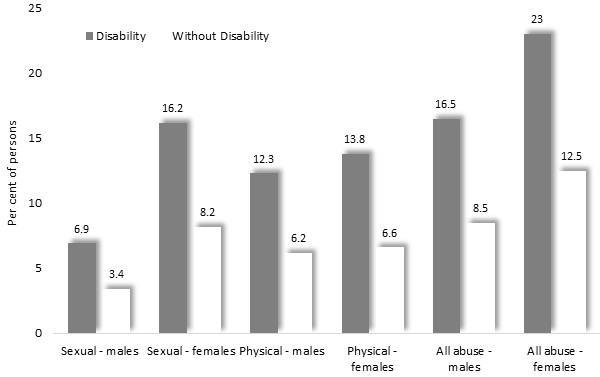 25
Disability Without Disability
20
15
10
5
0
Per cent of persons
6.9
3.4
16.2
8.2
12.3
6.2
13.8
6.6
16.5
8.5
23
12.5
Sexual - males
Sexual - females
Physical - males
Physical -
females
All abuse -
males
All abuse -
females